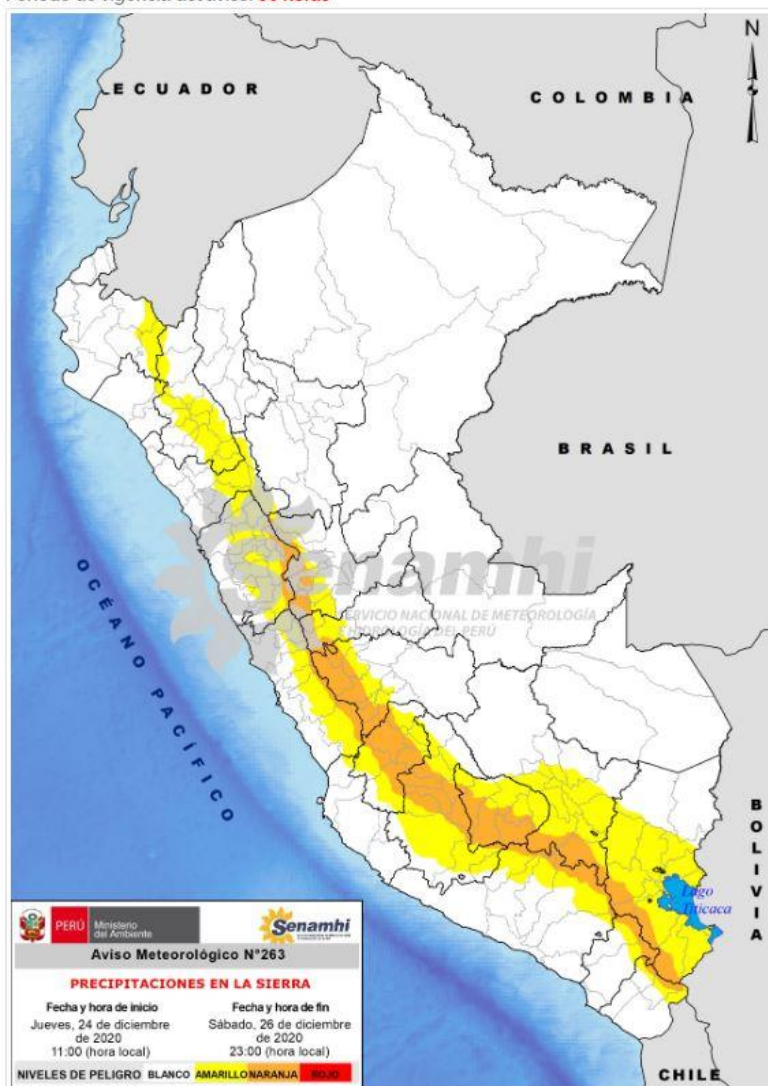 ECUADOR
COLOMBIA
N
BRASIL
OCÉANO PACÍFICO
Senamhi
SERVICIO NACIONAL DE METEOROLOGÍA
E HIDROLOGÍA DEL PERÚ
BOLIVIA
Lago
Titicaca
CHILE
PERÚ
Ministerio
del Ambiente
Senamhi
Aviso Meteorológico N°263
PRECIPITACIONES EN LA SIERRA
Fecha y hora de inicio
Jueves, 24 de diciembre
de 2020
11:00 (hora local)
Fecha y hora de fin
Sábado, 26 de diciembre
de 2020
23:00 (hora local)
NIVELES DE PELIGRO BLANCO AMARILLO NARANJA ROJO